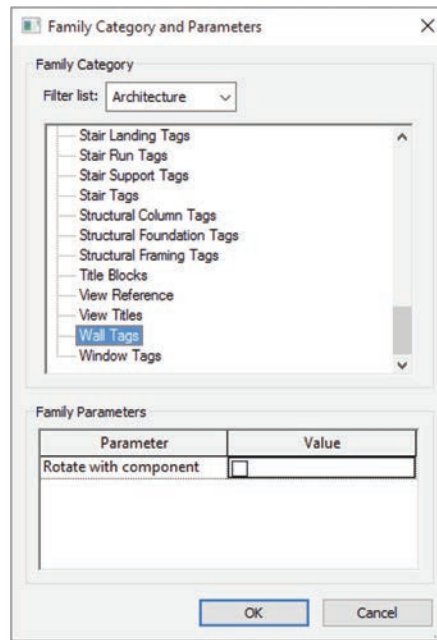 Family Category and Parameters
Family Category
Filter list: Architecture
Stair Landing Tags
Stair Run Tags
Stair Support Tags
Stair Tags
Structural Column Tags
Structural Foundation Tags
Structural Framing Tags
Title Blocks
View Reference
View Titles
Wall Tags
Window Tags
Family Parameters
Parameter Value
Rotate with component
OK Cancel